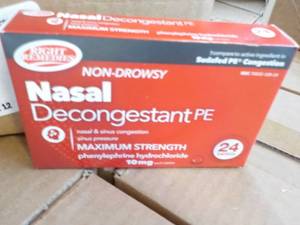 RIGHT
REMEDIES
NON-DROWSY
Compare to active ingredient in
Sudafed PE® Congestion
Nasal
Decongestant PE
nasal & sinus congestion
sinus pressure
MAXIMUM STRENGTH
phenylephrine hydrochloride
10 mg
24
12